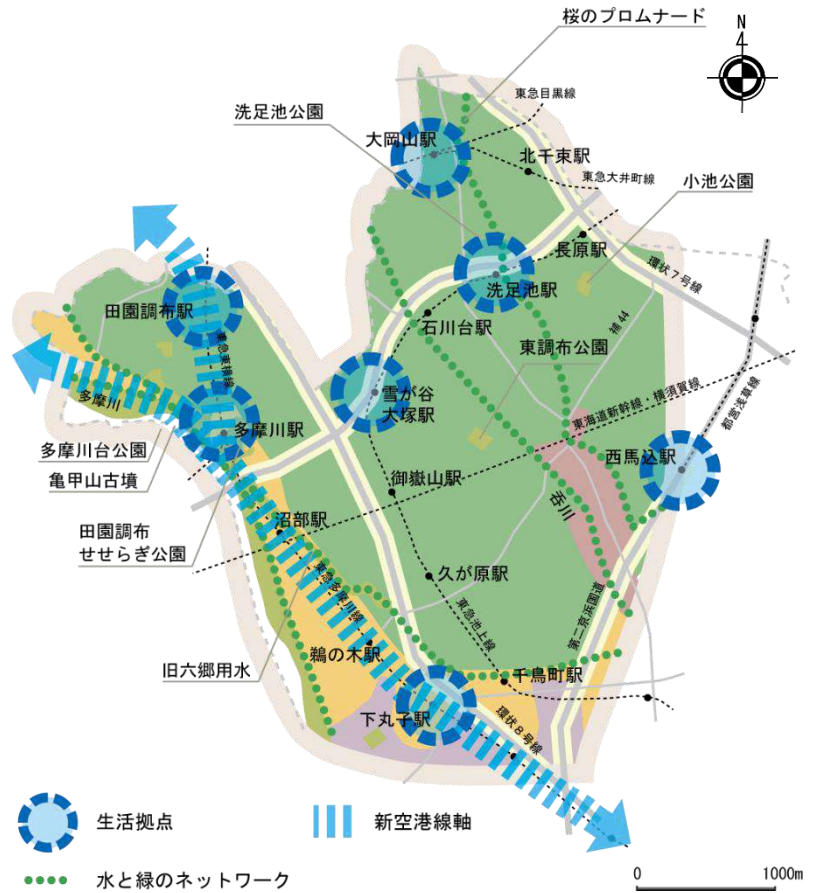 桜のプロムナード
N
4
東急目黒線
洗足池公園
大岡山駅
北千束駅
東急大井町線
小池公園
長原駅
環状7号線
洗足池駅
田園調布駅
石川台駅
補44
東急東横線
東調布公園
雪が谷
大塚駅
東海道新幹線・横須賀線
都営浅草線
多摩川
多摩川駅
西馬込駅
多摩川台公園
亀甲山古墳
御嶽山駅
呑川
沼部駅
田園調布
せせらぎ公園
久が原駅
東急多摩川線
東急池上線
第二京浜国道
鵜の木駅
旧六郷用水
千鳥町駅
下丸子駅
環状8号線
生活拠点
新空港線軸
水と緑のネットワーク
0 1000m